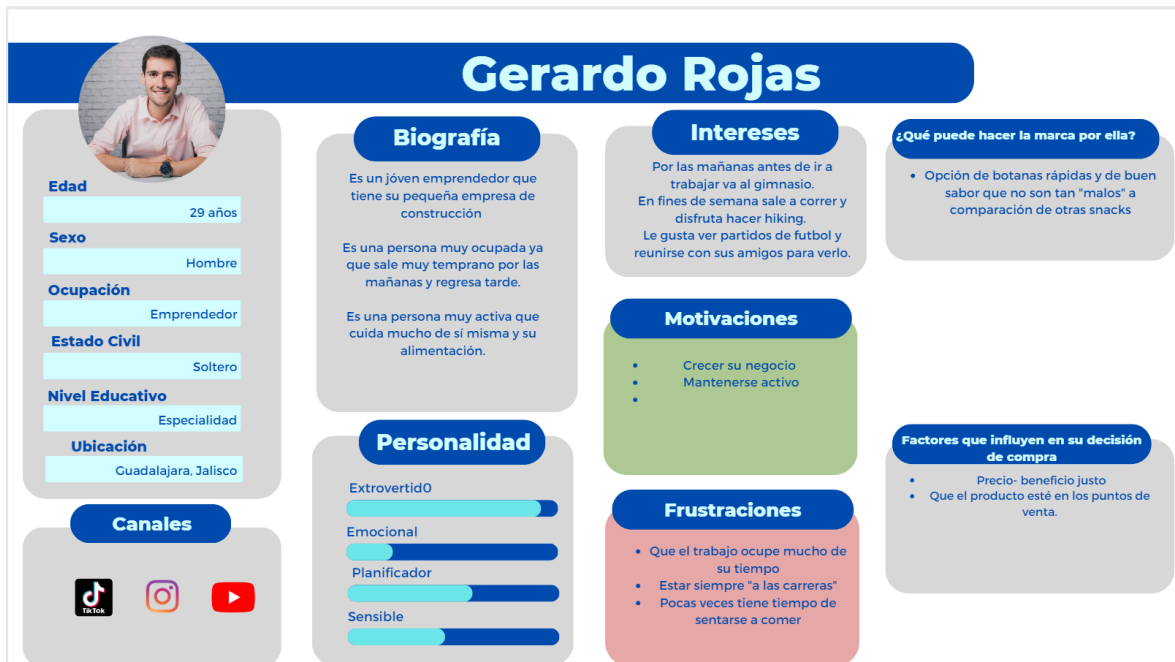 Gerardo Rojas
Edad
29 años
Sexo
Hombre
Ocupación
Emprendedor
Estado Civil
Soltero
Nivel Educativo
Especialidad
Ubicación
Guadalajara, Jalisco
Canales
TikTok
Biografía
Es un jóven emprendedor que
tiene su pequeña empresa de
construcción
Es una persona muy ocupada ya
que sale muy temprano por las
mañanas y regresa tarde.
Es una persona muy activa que
cuida mucho de sí misma y su
alimentación.
Personalidad
Extrovertid0
Emocional
Planificador
Sensible
Intereses
Por las mañanas antes de ir a
trabajar va al gimnasio.
En fines de semana sale a correr y
disfruta hacer hiking.
Le gusta ver partidos de futbol y
reunirse con sus amigos para verlo.
Motivaciones
• Crecer su negocio
• Mantenerse activo
•
Frustraciones
• Que el trabajo ocupe mucho de
su tiempo
• Estar siempre "a las carreras"
• Pocas veces tiene tiempo de
sentarse a comer
¿Qué puede hacer la marca por ella?
• Opción de botanas rápidas y de buen
sabor que no son tan "malos" a
comparación de otras snacks
Factores que influyen en su decisión
de compra
• Precio- beneficio justo
• Que el producto esté en los puntos de
venta.